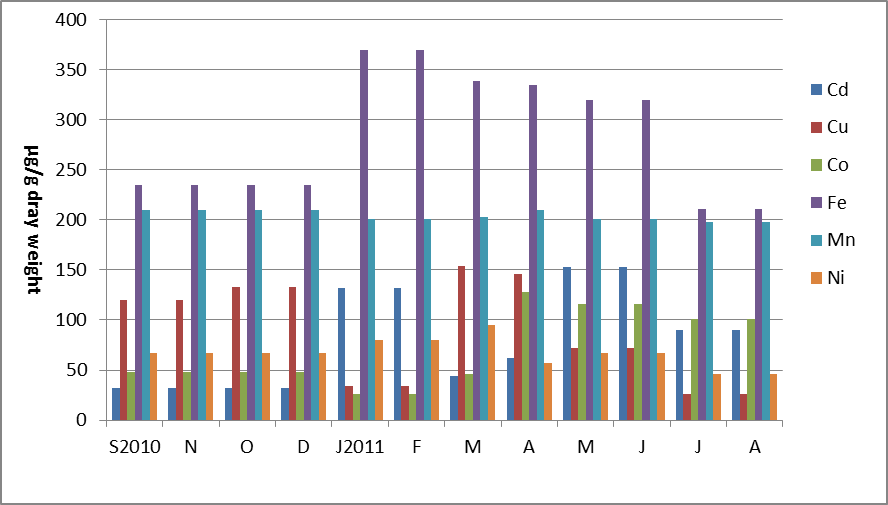 400
350
300
250
200
150
100
50
0
µg/g dray weight
S2010 N O D J2011 F M A M J J A
Cd
Cu
Co
Fe
Mn
Ni